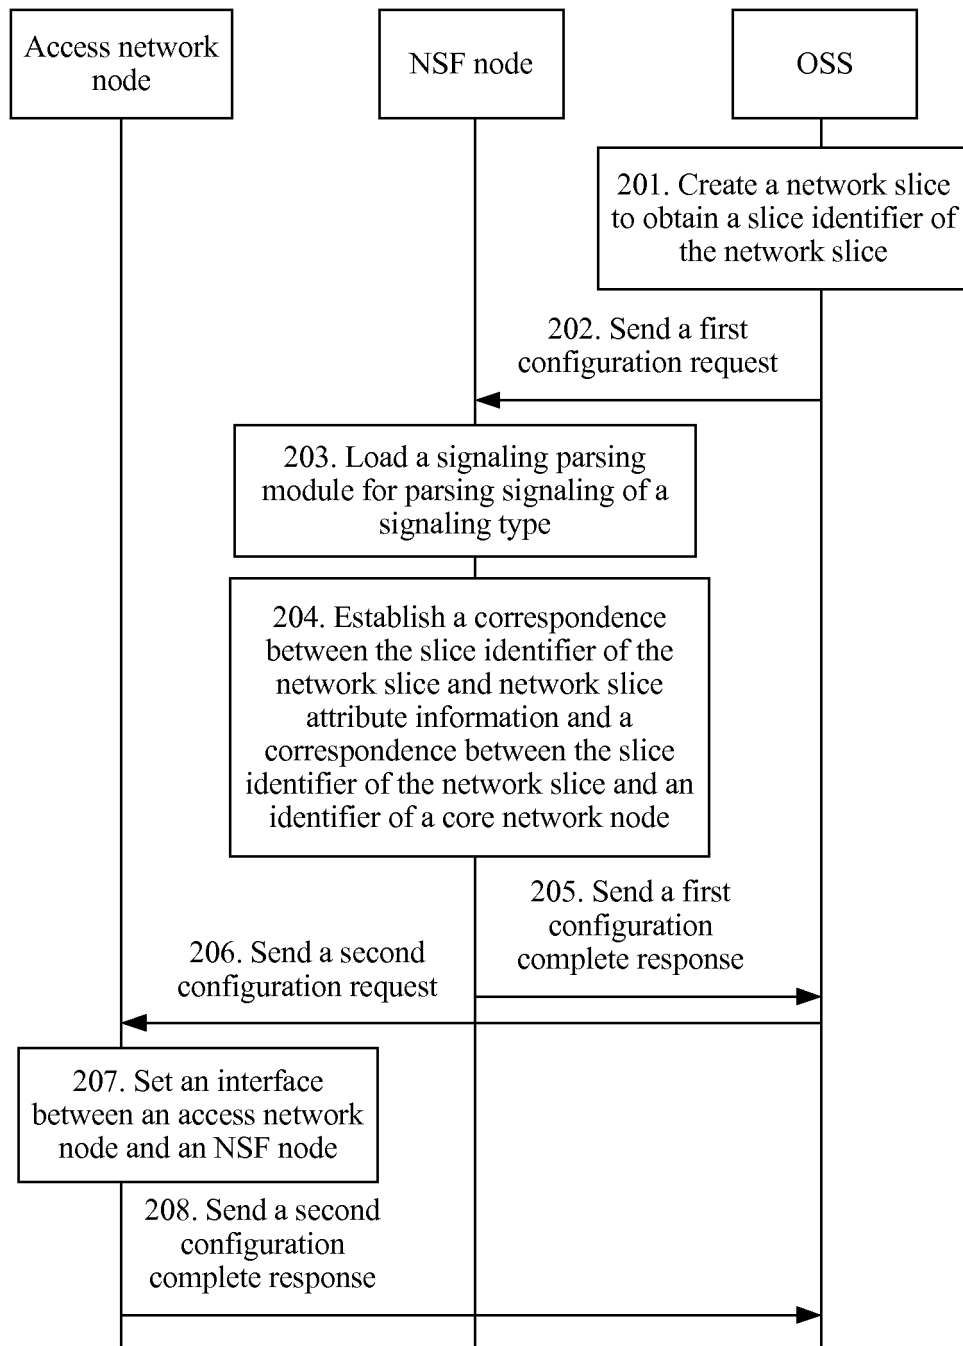 Access network
node
NSF node
OSS
201. Create a network slice
to obtain a slice identifier of
the network slice
202. Send a first
configuration request
203. Load a signaling parsing
module for parsing signaling of a
signaling type
204. Establish a correspondence
between the slice identifier of the
network slice and network slice
attribute information and a
correspondence between the slice
identifier of the network slice and an
identifier of a core network node
205. Send a first
configuration
complete response
206. Send a second
configuration request
207. Set an interface
between an access network
node and an NSF node
208. Send a second
configuration
complete response